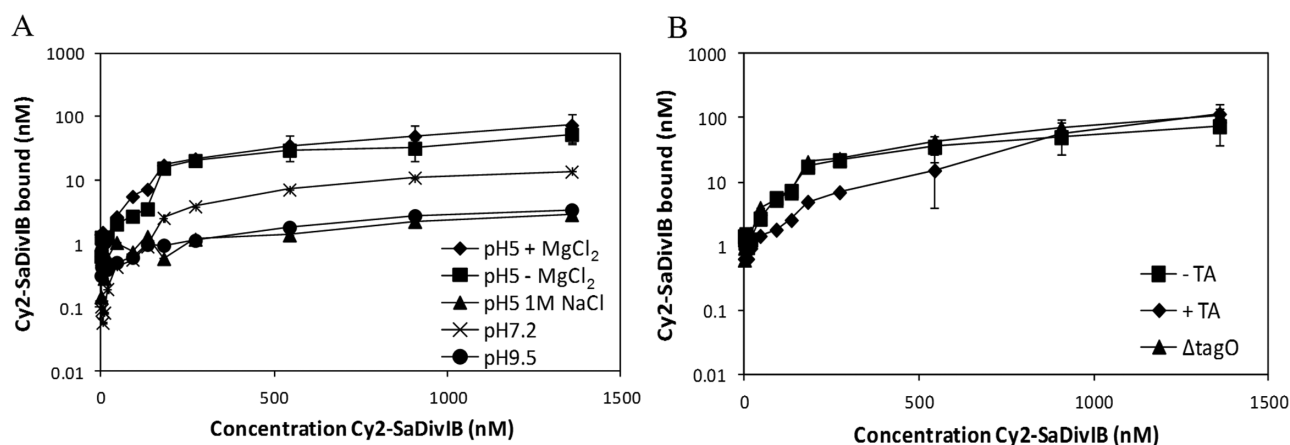 A
1000
100
10
1
0.1
0.01
Cy2-SaDivIB bound (nM)
0
500
1000
1500
Concentration Cy2-SaDivIB (nM)
pH5 + MgCl₂
pH5 - MgCl₂
pH5 1M NaCl
pH7.2
pH9.5
B
1000
100
10
1
0.1
0.01
Cy2-SaDivIB bound (nM)
0
500
1000
1500
Concentration Cy2-SaDivIB (nM)
- TA
+ TA
ΔtagO